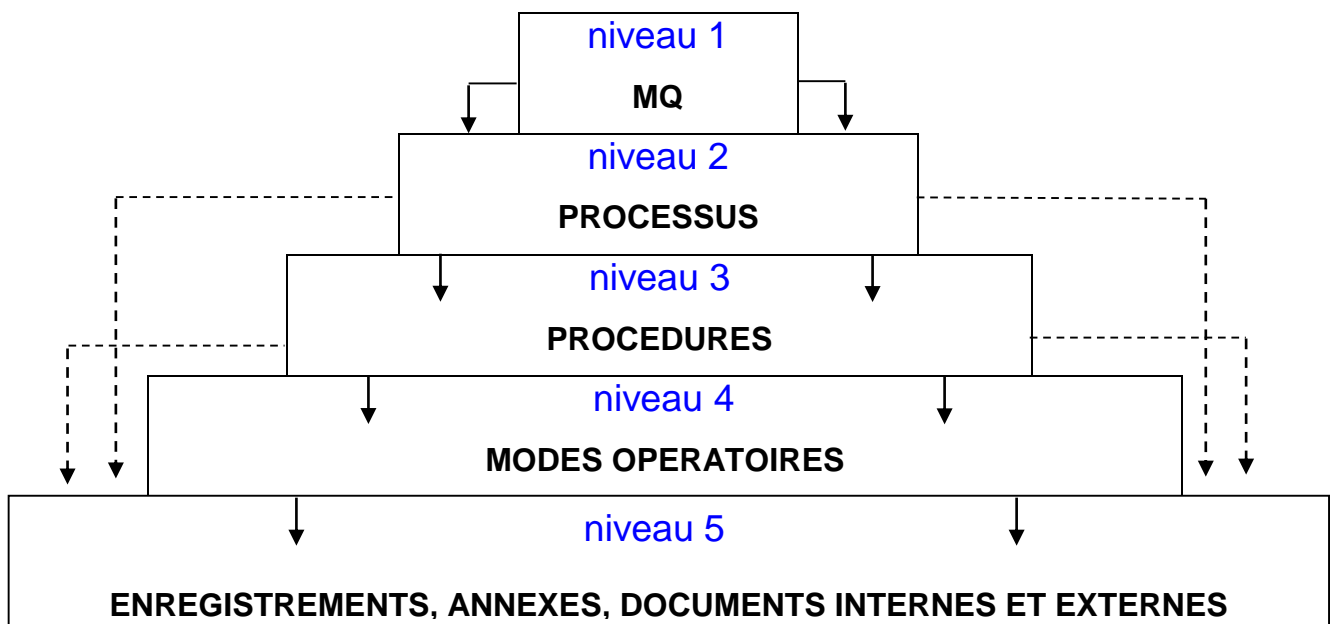 niveau 1
MQ
niveau 2
PROCESSUS
niveau 3
PROCEDURES
niveau 4
MODES OPERATOIRES
niveau 5
ENREGISTREMENTS, ANNEXES, DOCUMENTS INTERNES ET EXTERNES